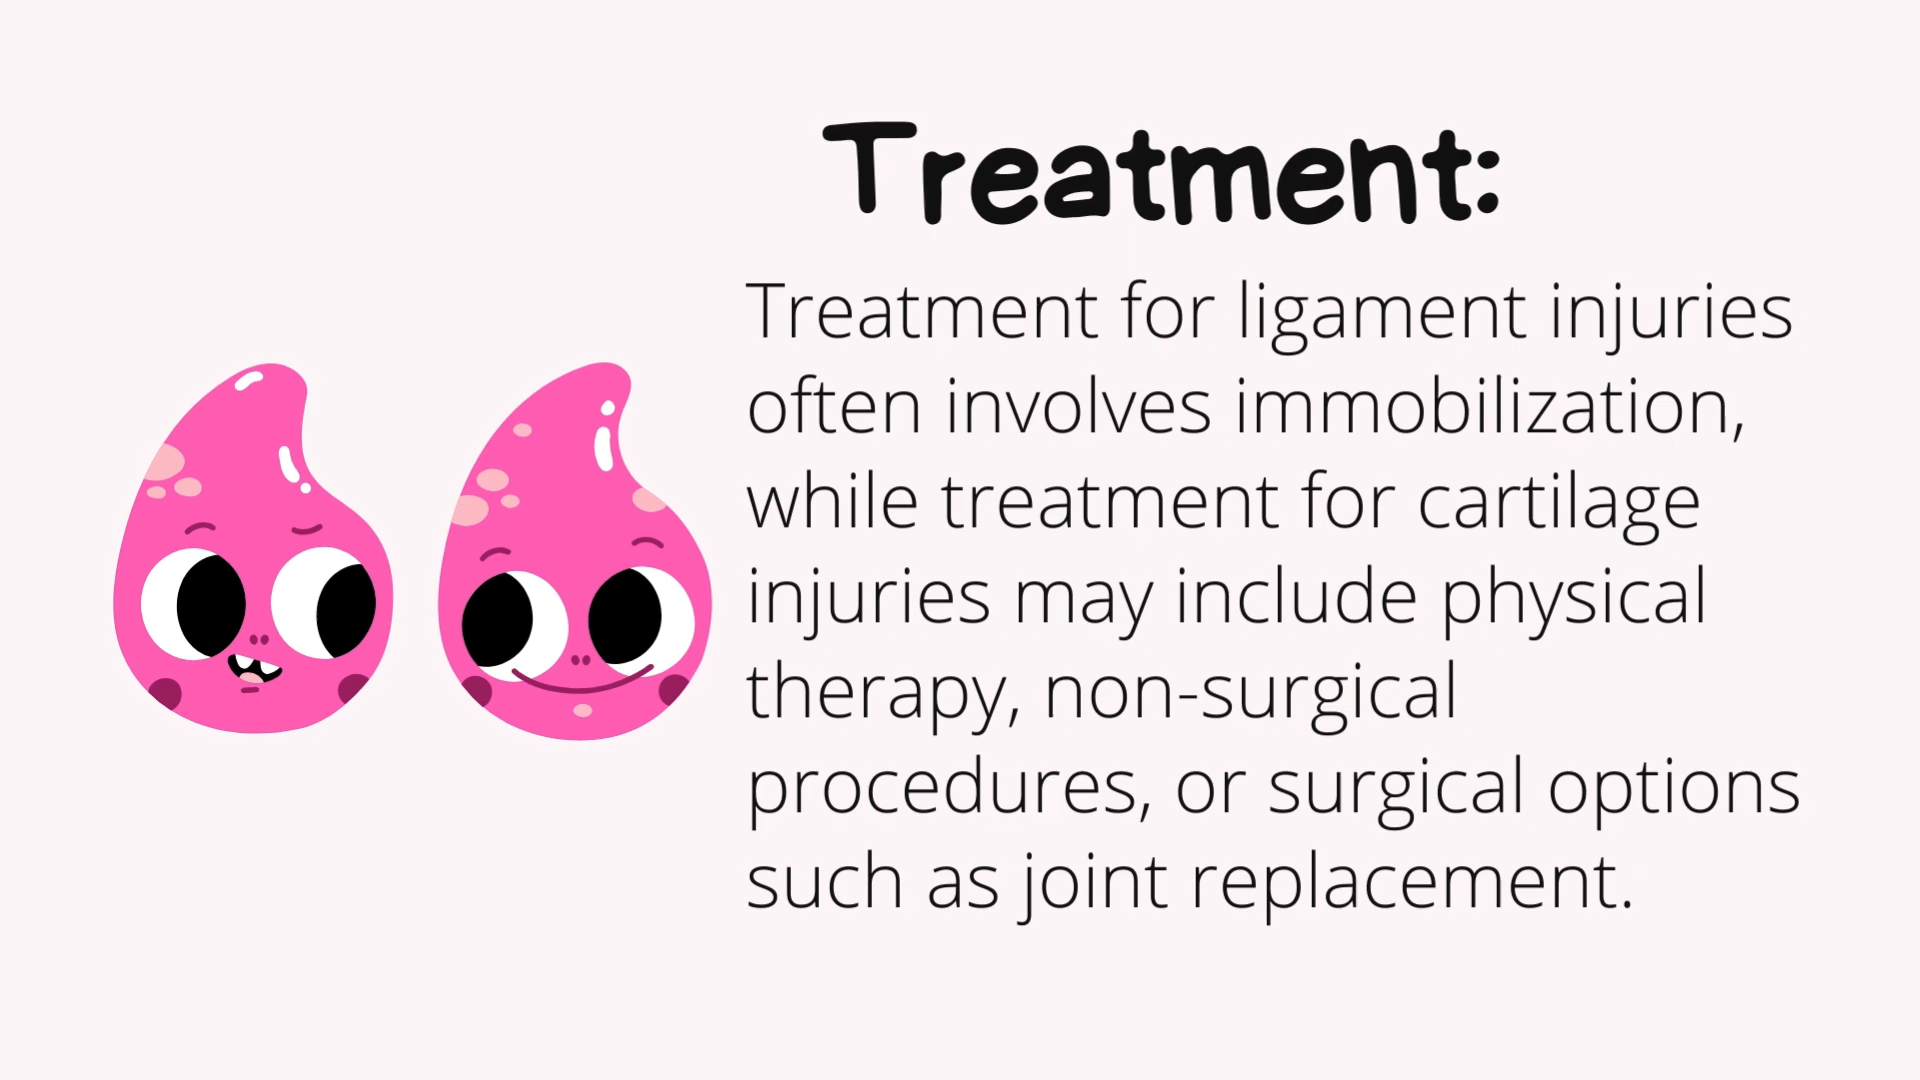 Treatment:
Treatment for ligament injuries
often involves immobilization,
while treatment for cartilage
injuries may include physical
therapy, non-surgical
procedures, or surgical options
such as joint replacement.